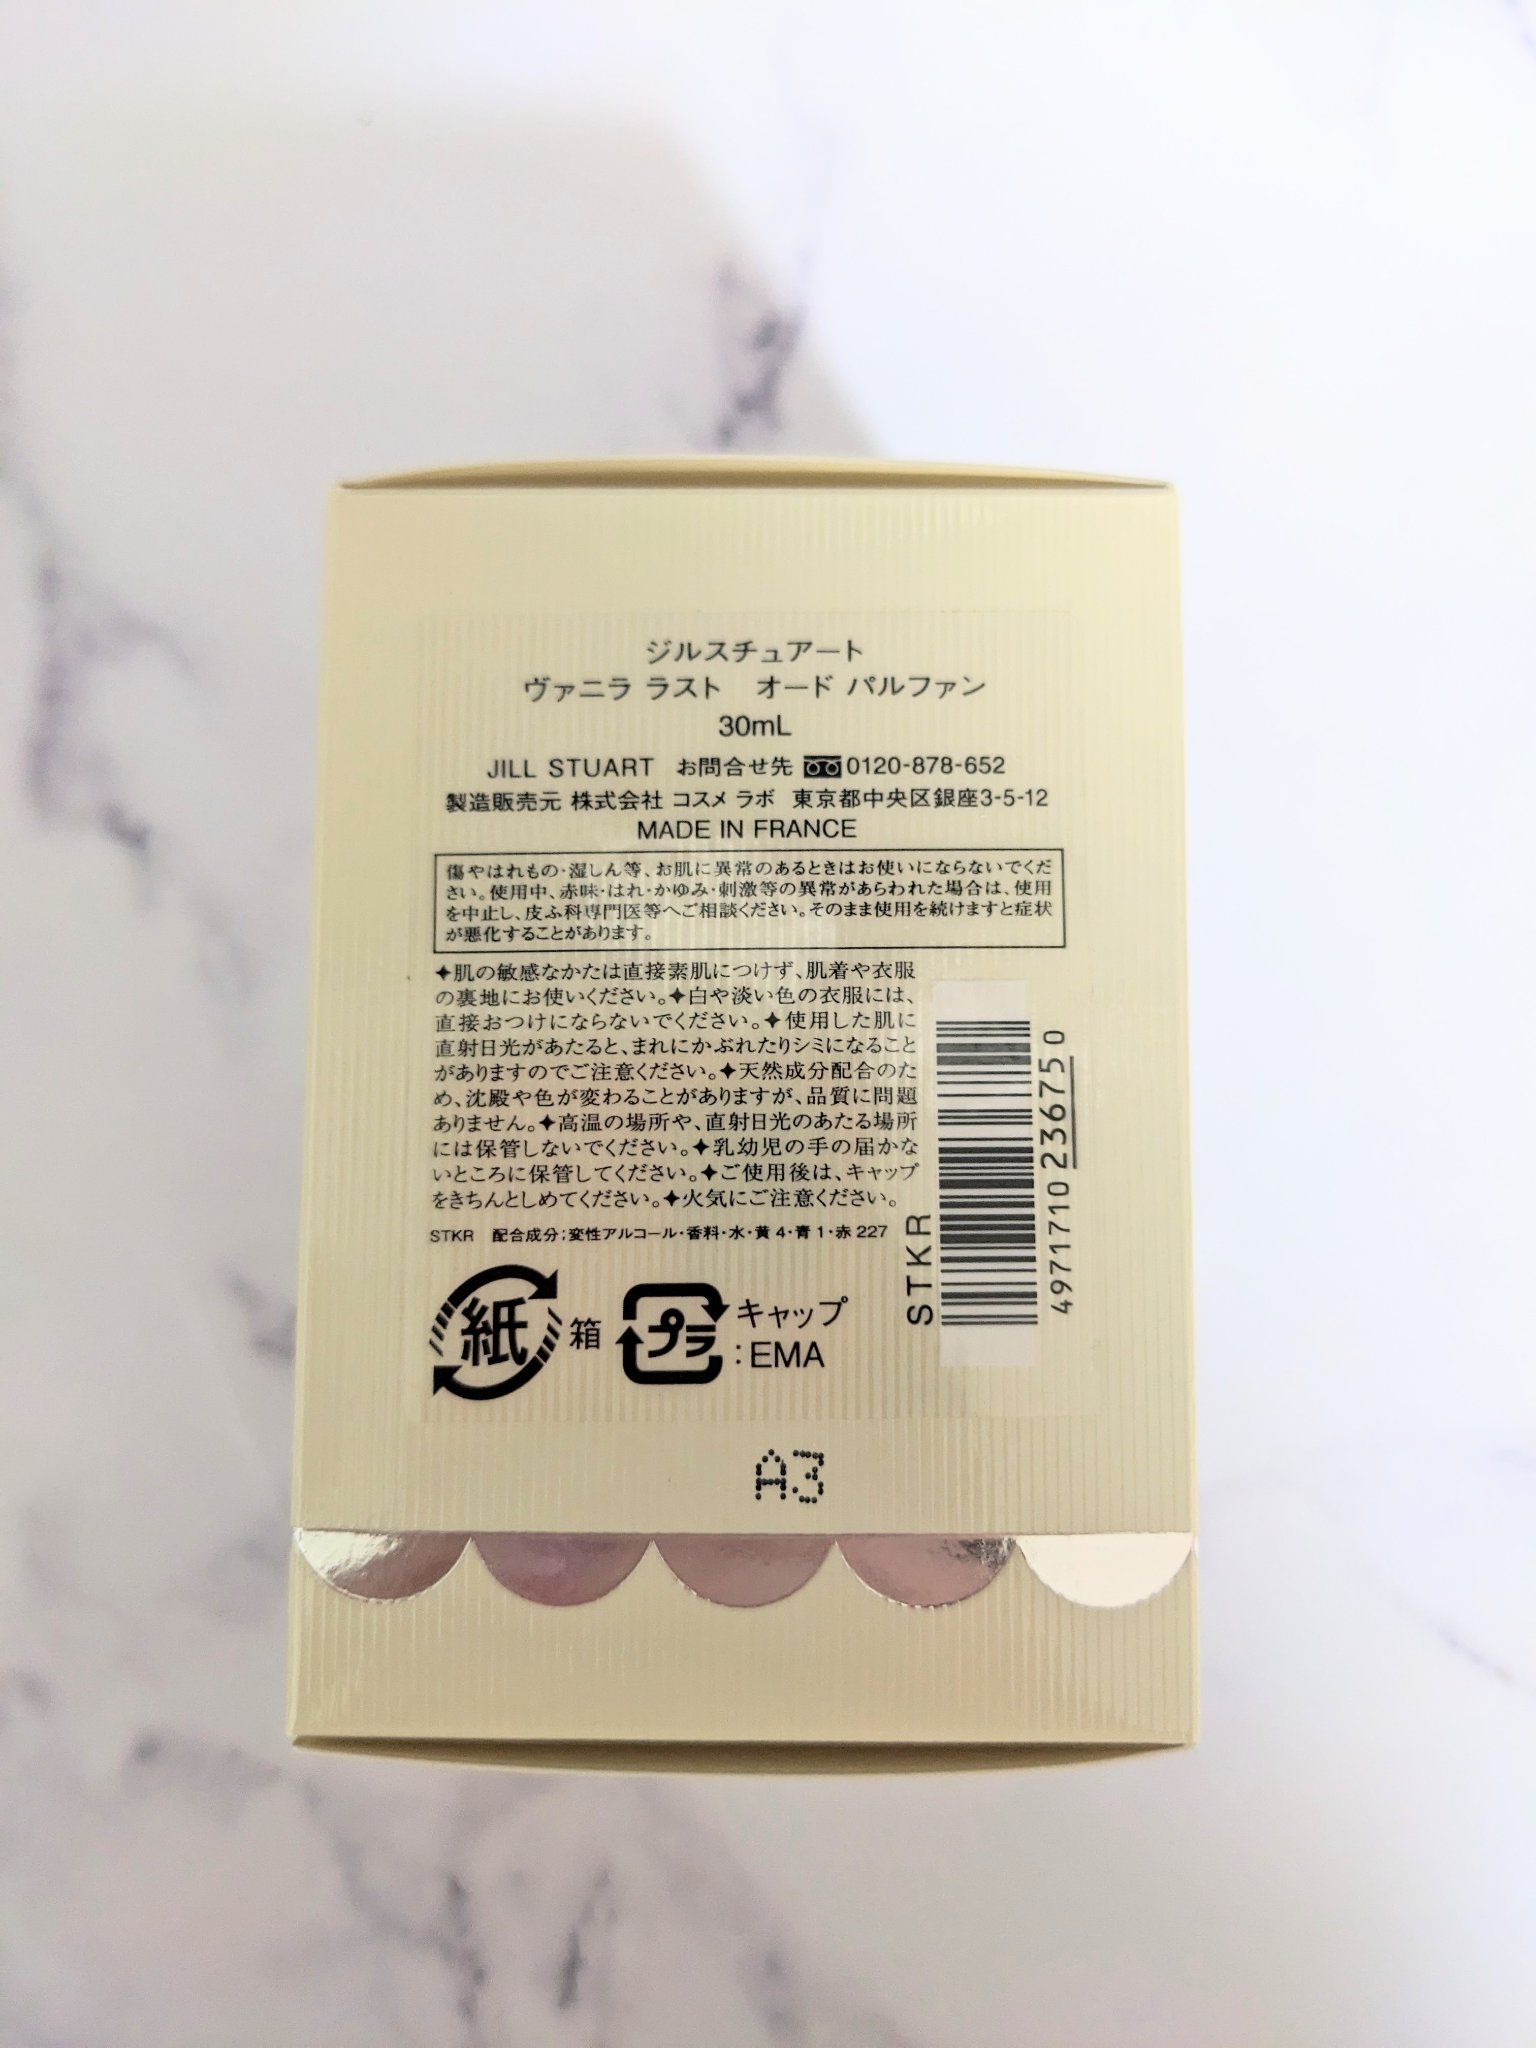 ジルスチュアート
ヴァニラ ラスト　オード パルファン
30mL
JILL STUART　お問合せ先 0120-878-652
製造販売元 株式会社 コスメ ラボ　東京都中央区銀座3-5-12
MADE IN FRANCE
傷やはれもの・湿しん等、お肌に異常のあるときはお使いにならないでくだ
さい。使用中、赤味・はれ・かゆみ・刺激等の異常があらわれた場合は、使用
を中止し、皮ふ科専門医等へご相談ください。そのまま使用を続けますと症状
が悪化することがあります。
✦肌の敏感なかたは直接素肌につけず、肌着や衣服
の裏地にお使いください。✦白や淡い色の衣服には、
直接おつけにならないでください。✦使用した肌に
直射日光があたると、まれにかぶれたりシミになること
がありますのでご注意ください。✦天然成分配合のた
め、沈殿や色が変わることがありますが、品質に問題
ありません。✦高温の場所や、直射日光のあたる場所
には保管しないでください。✦乳幼児の手の届かな
いところに保管してください。✦ご使用後は、キャップ
をきちんとしめてください。✦火気にご注意ください。
STKR　配合成分;変性アルコール・香料・水・黄 4・青 1・赤 227
紙 箱
プラ キャップ
:EMA
STKR
4971710236750
A3